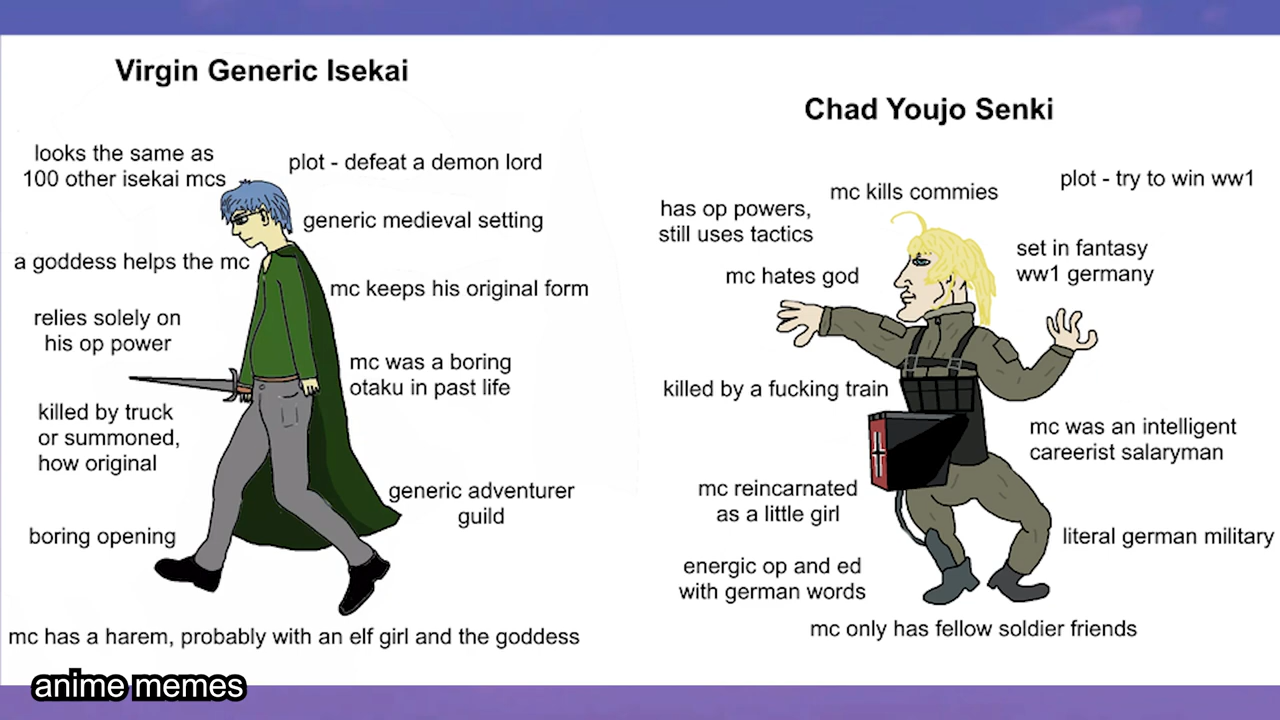 Virgin Generic Isekai
looks the same as
100 other isekai mcs
plot - defeat a demon lord
generic medieval setting
a goddess helps the mc
mc keeps his original form
relies solely on
his op power
mc was a boring
otaku in past life
killed by truck
or summoned,
how original
generic adventurer
guild
boring opening
mc has a harem, probably with an elf girl and the goddess
Chad Youjo Senki
mc kills commies
plot - try to win ww1
has op powers,
still uses tactics
set in fantasy
ww1 germany
mc hates god
killed by a fucking train
mc was an intelligent
careerist salaryman
mc reincarnated
as a little girl
literal german military
energic op and ed
with german words
mc only has fellow soldier friends
anime memes